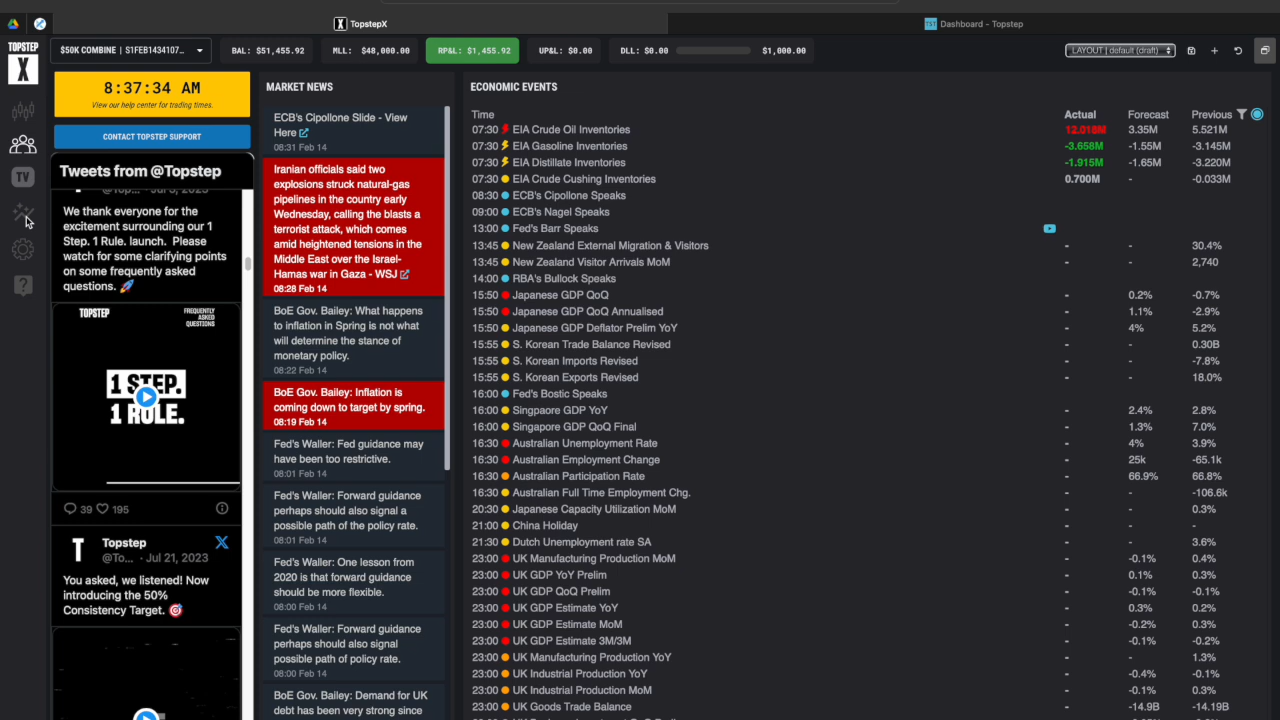 TopstepX
Dashboard - Topstep
TOPSTEP
X
$50K COMBINE | S1FEB1434107...
BAL: $51,455.92
MLL: $48,000.00
RP&L: $1,455.92
UP&L: $0.00
DLL: $0.00
$1,000.00
LAYOUT | default (draft)
8:37:34 AM
View our help center for trading times.
CONTACT TOPSTEP SUPPORT
TV
Tweets from @Topstep
We thank everyone for the
excitement surrounding our 1
Step. 1 Rule. launch. Please
watch for some clarifying points
on some frequently asked
questions. 🚀
TOPSTEP
FREQUENTLY
ASKED
QUESTIONS
1 STEP.
1 RULE.
39 195
Topstep
@To... · Jul 21, 2023
You asked, we listened! Now
introducing the 50%
Consistency Target. 🎯
MARKET NEWS
ECB's Cipollone Slide - View
Here
08:31 Feb 14
Iranian officials said two
explosions struck natural-gas
pipelines in the country early
Wednesday, calling the blasts a
terrorist attack, which comes
amid heightened tensions in the
Middle East over the Israel-
Hamas war in Gaza - WSJ
08:28 Feb 14
BoE Gov. Bailey: What happens
to inflation in Spring is not what
will determine the stance of
monetary policy.
08:22 Feb 14
BoE Gov. Bailey: Inflation is
coming down to target by spring.
08:19 Feb 14
Fed's Waller: Fed guidance may
have been too restrictive.
08:01 Feb 14
Fed's Waller: Forward guidance
perhaps should also signal a
possible path of the policy rate.
08:01 Feb 14
Fed's Waller: One lesson from
2020 is that forward guidance
should be more flexible.
08:00 Feb 14
Fed's Waller: Forward guidance
perhaps should also signal
possible path of policy rate.
08:00 Feb 14
BoE Gov. Bailey: Demand for UK
debt has been very strong since
ECONOMIC EVENTS
Time Actual Forecast Previous
07:30 EIA Crude Oil Inventories 12.018M 3.35M 5.521M
07:30 EIA Gasoline Inventories -3.658M -1.55M -3.145M
07:30 EIA Distillate Inventories -1.915M -1.65M -3.220M
07:30 EIA Crude Cushing Inventories 0.700M - -0.033M
08:30 ECB's Cipollone Speaks
09:00 ECB's Nagel Speaks
13:00 Fed's Barr Speaks
13:45 New Zealand External Migration & Visitors - - 30.4%
13:45 New Zealand Visitor Arrivals MoM - - 2,740
14:00 RBA's Bullock Speaks
15:50 Japanese GDP QoQ - 0.2% -0.7%
15:50 Japanese GDP QoQ Annualised - 1.1% -2.9%
15:50 Japanese GDP Deflator Prelim YoY - 4% 5.2%
15:55 S. Korean Trade Balance Revised - - 0.30B
15:55 S. Korean Imports Revised - - -7.8%
15:55 S. Korean Exports Revised - - 18.0%
16:00 Fed's Bostic Speaks
16:00 Singpaore GDP YoY - 2.4% 2.8%
16:00 Singapore GDP QoQ Final - 1.3% 7.0%
16:30 Australian Unemployment Rate - 4% 3.9%
16:30 Australian Employment Change - 25k -65.1k
16:30 Australian Participation Rate - 66.9% 66.8%
16:30 Australian Full Time Employment Chg. - - -106.6k
20:30 Japanese Capacity Utilization MoM - - 0.3%
21:00 China Holiday - - -
21:30 Dutch Unemployment rate SA - - 3.6%
23:00 UK Manufacturing Production MoM - -0.1% 0.4%
23:00 UK GDP YoY Prelim - 0.1% 0.3%
23:00 UK GDP QoQ Prelim - -0.1% -0.1%
23:00 UK GDP Estimate YoY - 0.3% 0.2%
23:00 UK GDP Estimate MoM - -0.2% 0.3%
23:00 UK GDP Estimate 3M/3M - -0.1% -0.2%
23:00 UK Manufacturing Production YoY - - 1.3%
23:00 UK Industrial Production YoY - -0.4% -0.1%
23:00 UK Industrial Production MoM - -0.1% 0.3%
23:00 UK Goods Trade Balance - -14.9B -14.19B